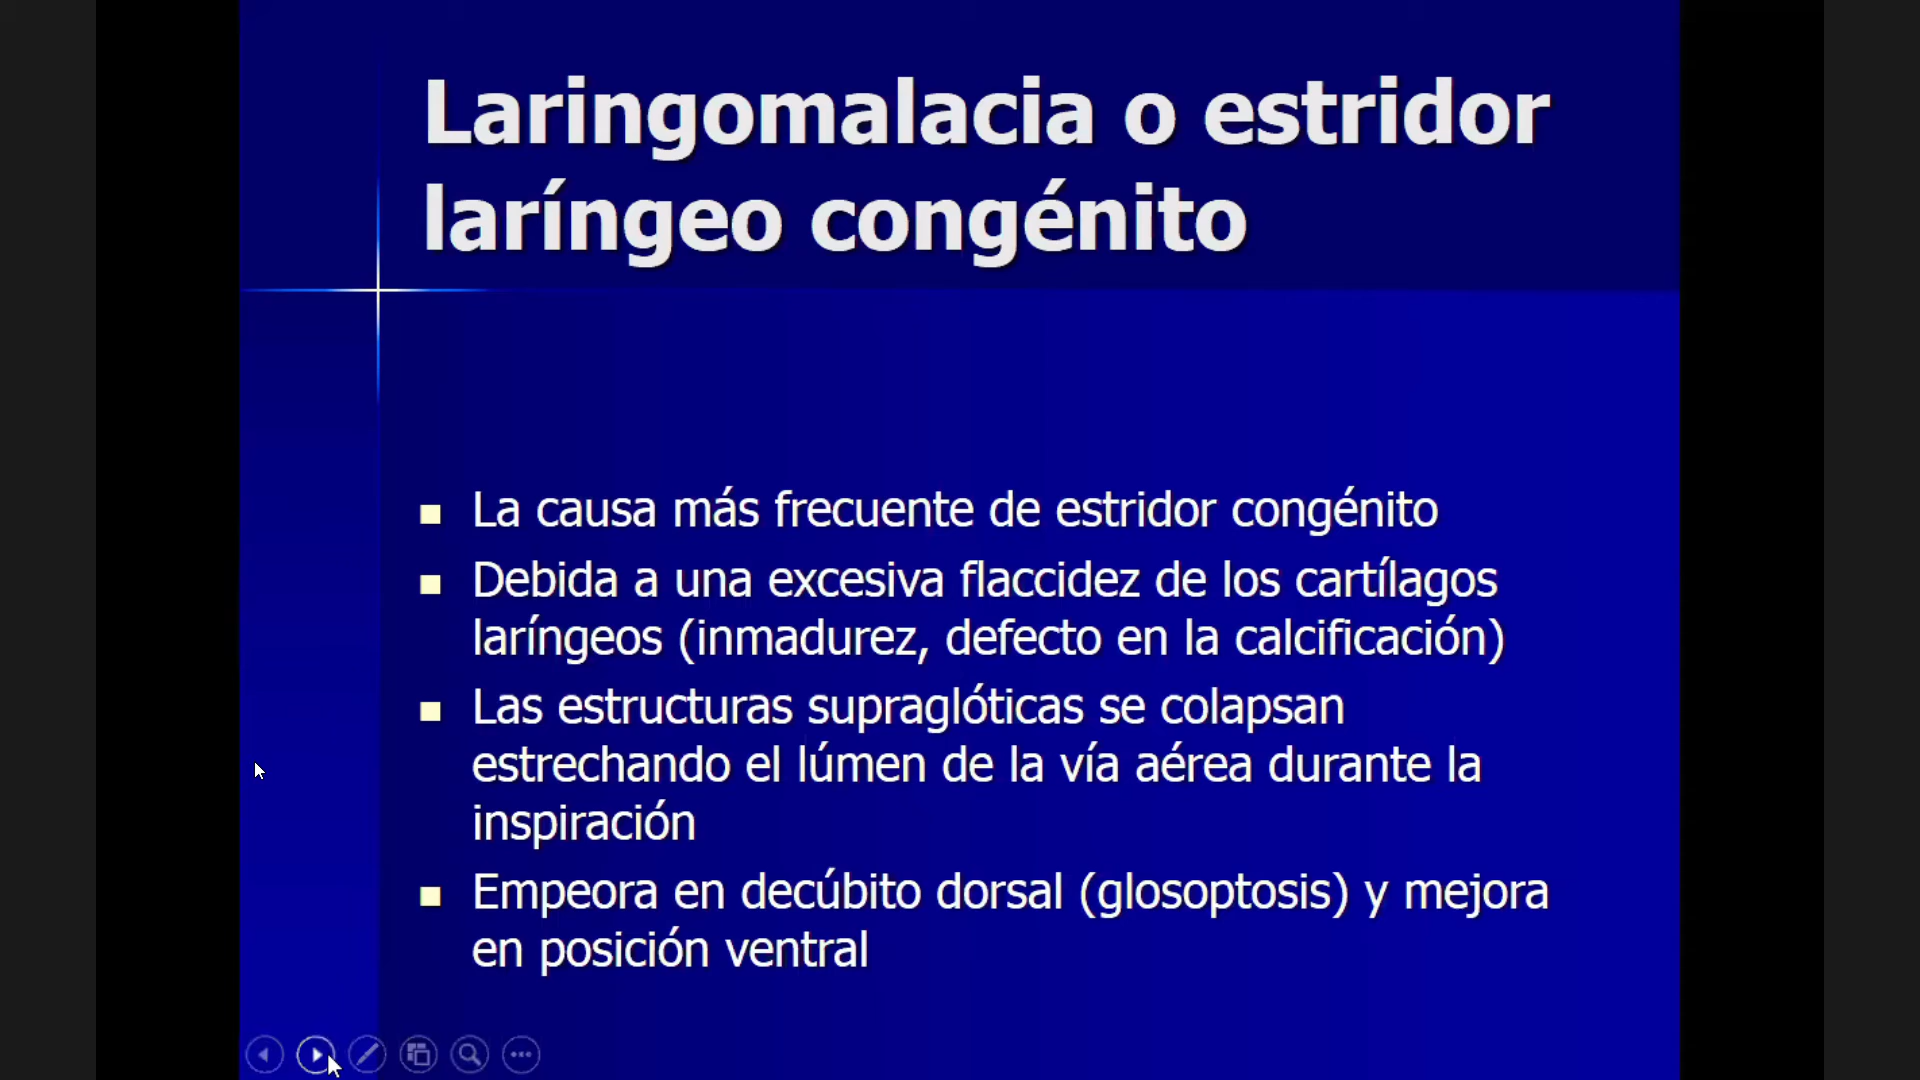 Laringomalacia o estridor
laríngeo congénito
La causa más frecuente de estridor congénito
Debida a una excesiva flaccidez de los cartílagos
laríngeos (inmadurez, defecto en la calcificación)
Las estructuras supraglóticas se colapsan
estrechando el lúmen de la vía aérea durante la
inspiración
Empeora en decúbito dorsal (glosoptosis) y mejora
en posición ventral